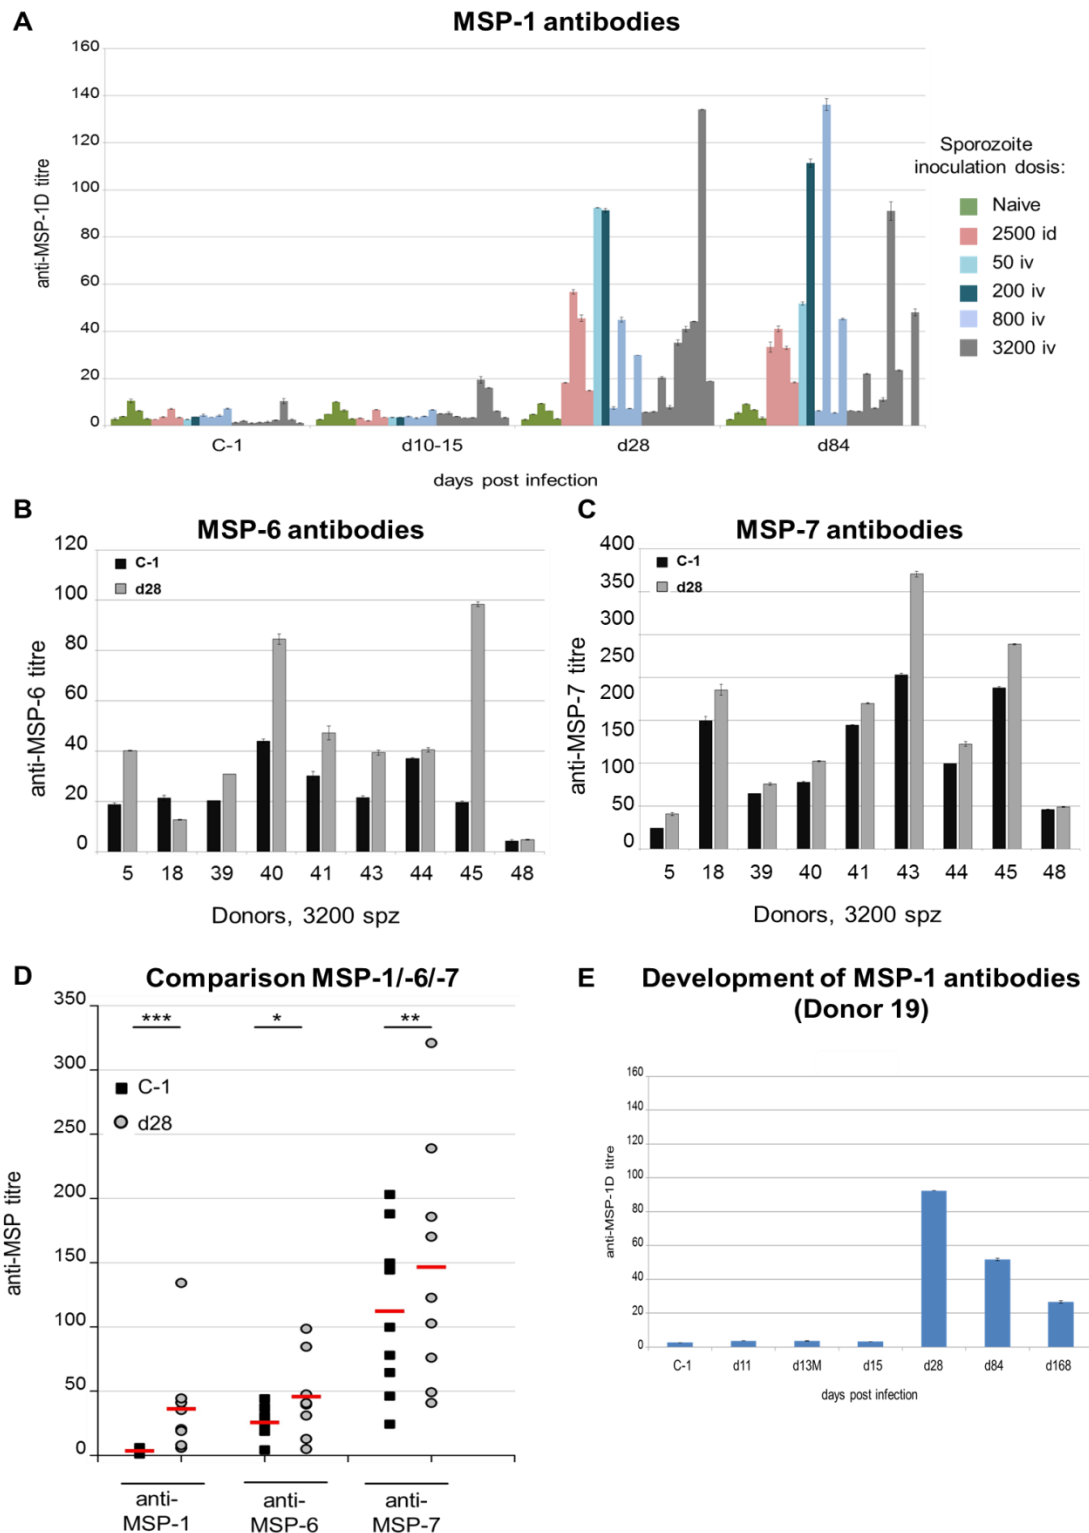 A
MSP-1 antibodies
160
140
120
100
80
60
40
20
0
anti-MSP-1D titre
C-1
d10-15
d28
d84
days post infection
Sporozoite
inoculation dosis:
Naive
2500 id
50 iv
200 iv
800 iv
3200 iv
B
MSP-6 antibodies
120
100
80
60
40
20
0
anti-MSP-6 titre
C-1
d28
5 18 39 40 41 43 44 45 48
Donors, 3200 spz
C
MSP-7 antibodies
400
350
300
250
200
150
100
50
0
anti-MSP-7 titre
C-1
d28
5 18 39 40 41 43 44 45 48
Donors, 3200 spz
D
Comparison MSP-1/-6/-7
350
300
250
200
150
100
50
0
anti-MSP titre
*** * **
C-1
d28
anti-
MSP-1
anti-
MSP-6
anti-
MSP-7
E
Development of MSP-1 antibodies
(Donor 19)
160
140
120
100
80
60
40
20
0
anti-MSP-1D titre
C-1 d11 d13M d15 d28 d84 d168
days post infection